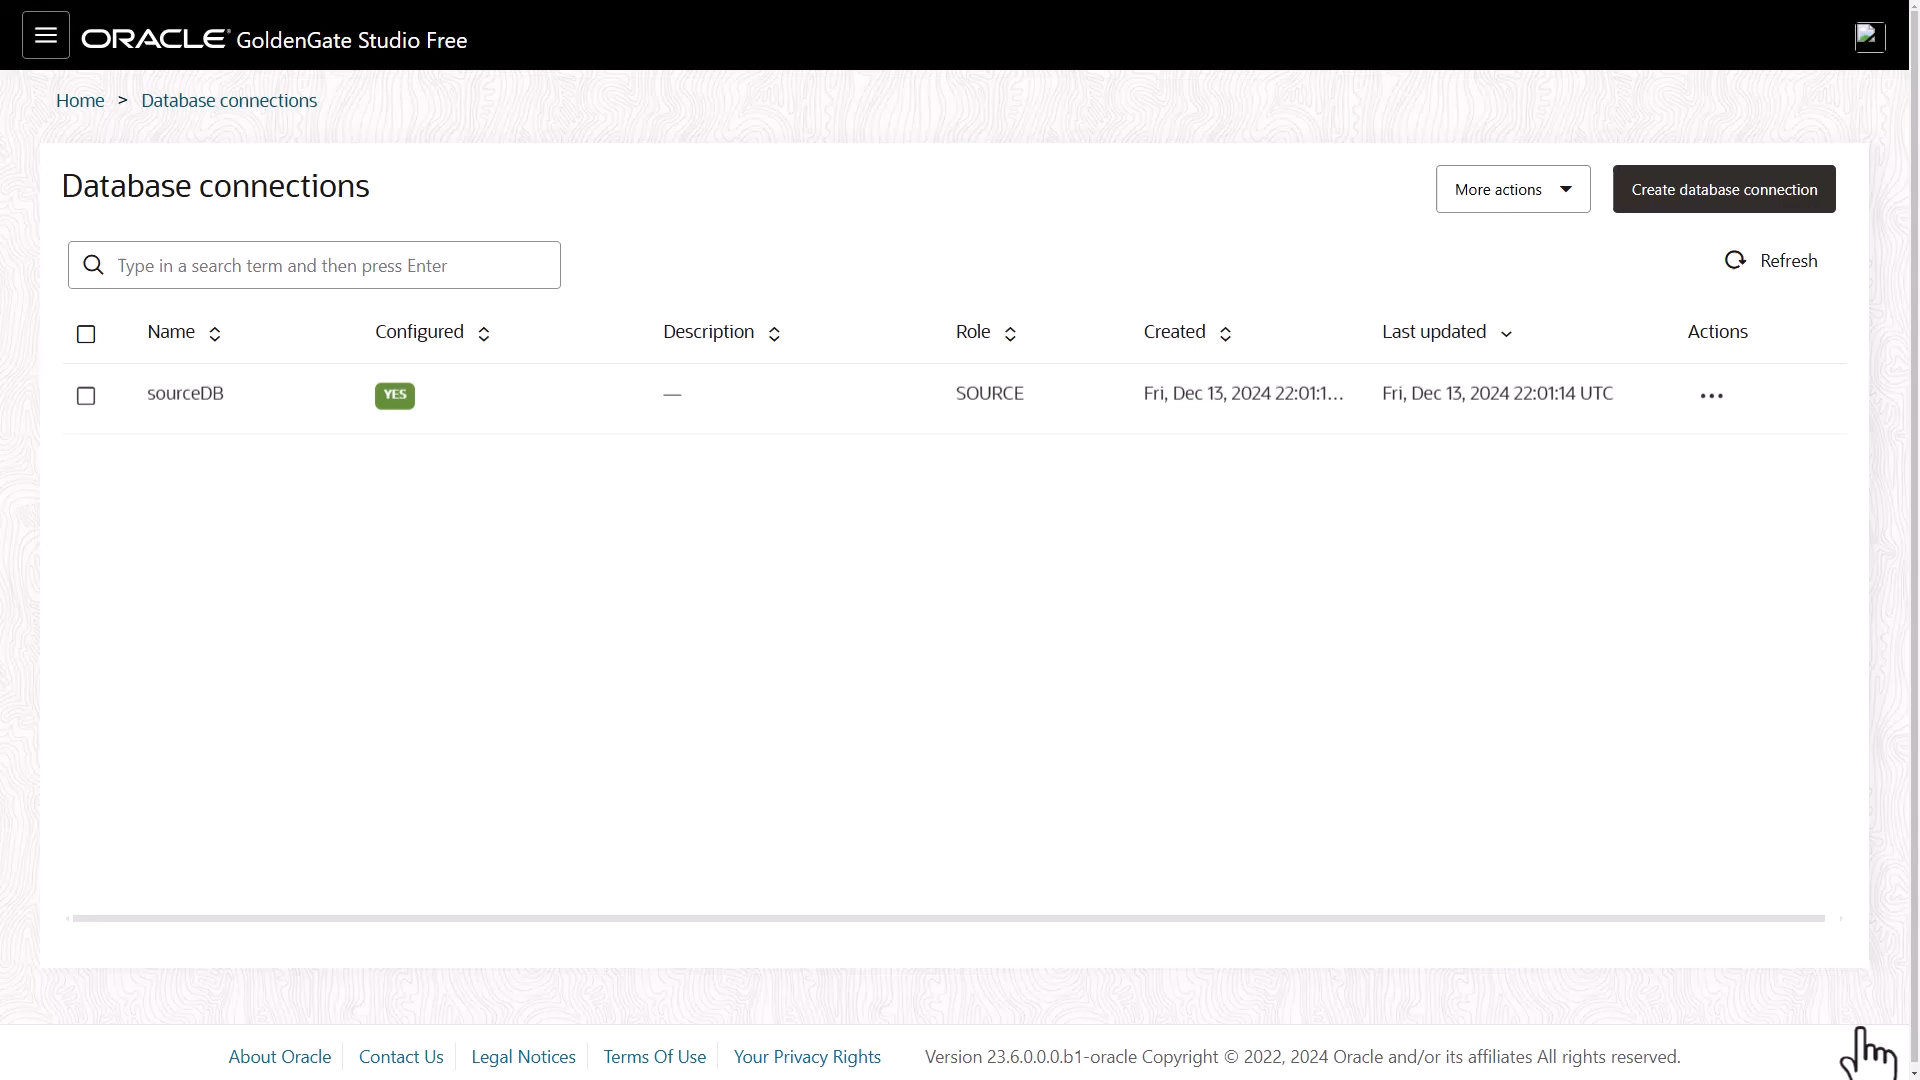 ORACLE GoldenGate Studio Free
Home > Database connections
Database connections
More actions
Create database connection
Type in a search term and then press Enter
Refresh
Name Configured Description Role Created Last updated Actions
sourceDB YES — SOURCE Fri, Dec 13, 2024 22:01:1... Fri, Dec 13, 2024 22:01:14 UTC
About Oracle Contact Us Legal Notices Terms Of Use Your Privacy Rights Version 23.6.0.0.0.b1-oracle Copyright © 2022, 2024 Oracle and/or its affiliates All rights reserved.